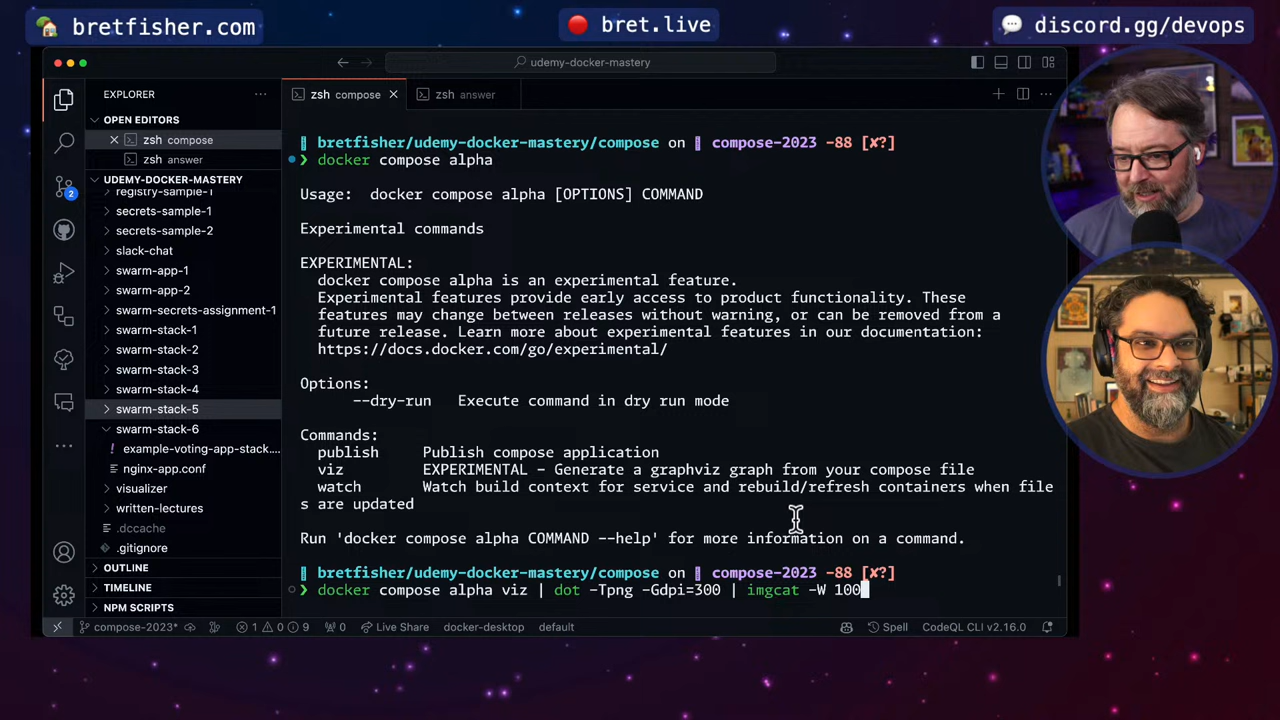 bretfisher.com
bret.live
discord.gg/devops
udemy-docker-mastery
EXPLORER
zsh compose
zsh answer
OPEN EDITORS
zsh compose
zsh answer
UDEMY-DOCKER-MASTERY
registry-sample-1
secrets-sample-1
secrets-sample-2
slack-chat
swarm-app-1
swarm-app-2
swarm-secrets-assignment-1
swarm-stack-1
swarm-stack-2
swarm-stack-3
swarm-stack-4
swarm-stack-5
swarm-stack-6
example-voting-app-stack....
nginx-app.conf
visualizer
written-lectures
.dccache
.gitignore
OUTLINE
TIMELINE
NPM SCRIPTS
2
bretfisher/udemy-docker-mastery/compose on compose-2023 -88 [✘?]
❯ docker compose alpha
Usage:  docker compose alpha [OPTIONS] COMMAND
Experimental commands
EXPERIMENTAL:
docker compose alpha is an experimental feature.
Experimental features provide early access to product functionality. These
features may change between releases without warning, or can be removed from a
future release. Learn more about experimental features in our documentation:
https://docs.docker.com/go/experimental/
Options:
--dry-run   Execute command in dry run mode
Commands:
publish     Publish compose application
viz         EXPERIMENTAL - Generate a graphviz graph from your compose file
watch       Watch build context for service and rebuild/refresh containers when file
s are updated
Run 'docker compose alpha COMMAND --help' for more information on a command.
bretfisher/udemy-docker-mastery/compose on compose-2023 -88 [✘?]
❯ docker compose alpha viz | dot -Tpng -Gdpi=300 | imgcat -W 100
compose-2023* 1 0 9 0 Live Share docker-desktop default Spell CodeQL CLI v2.16.0